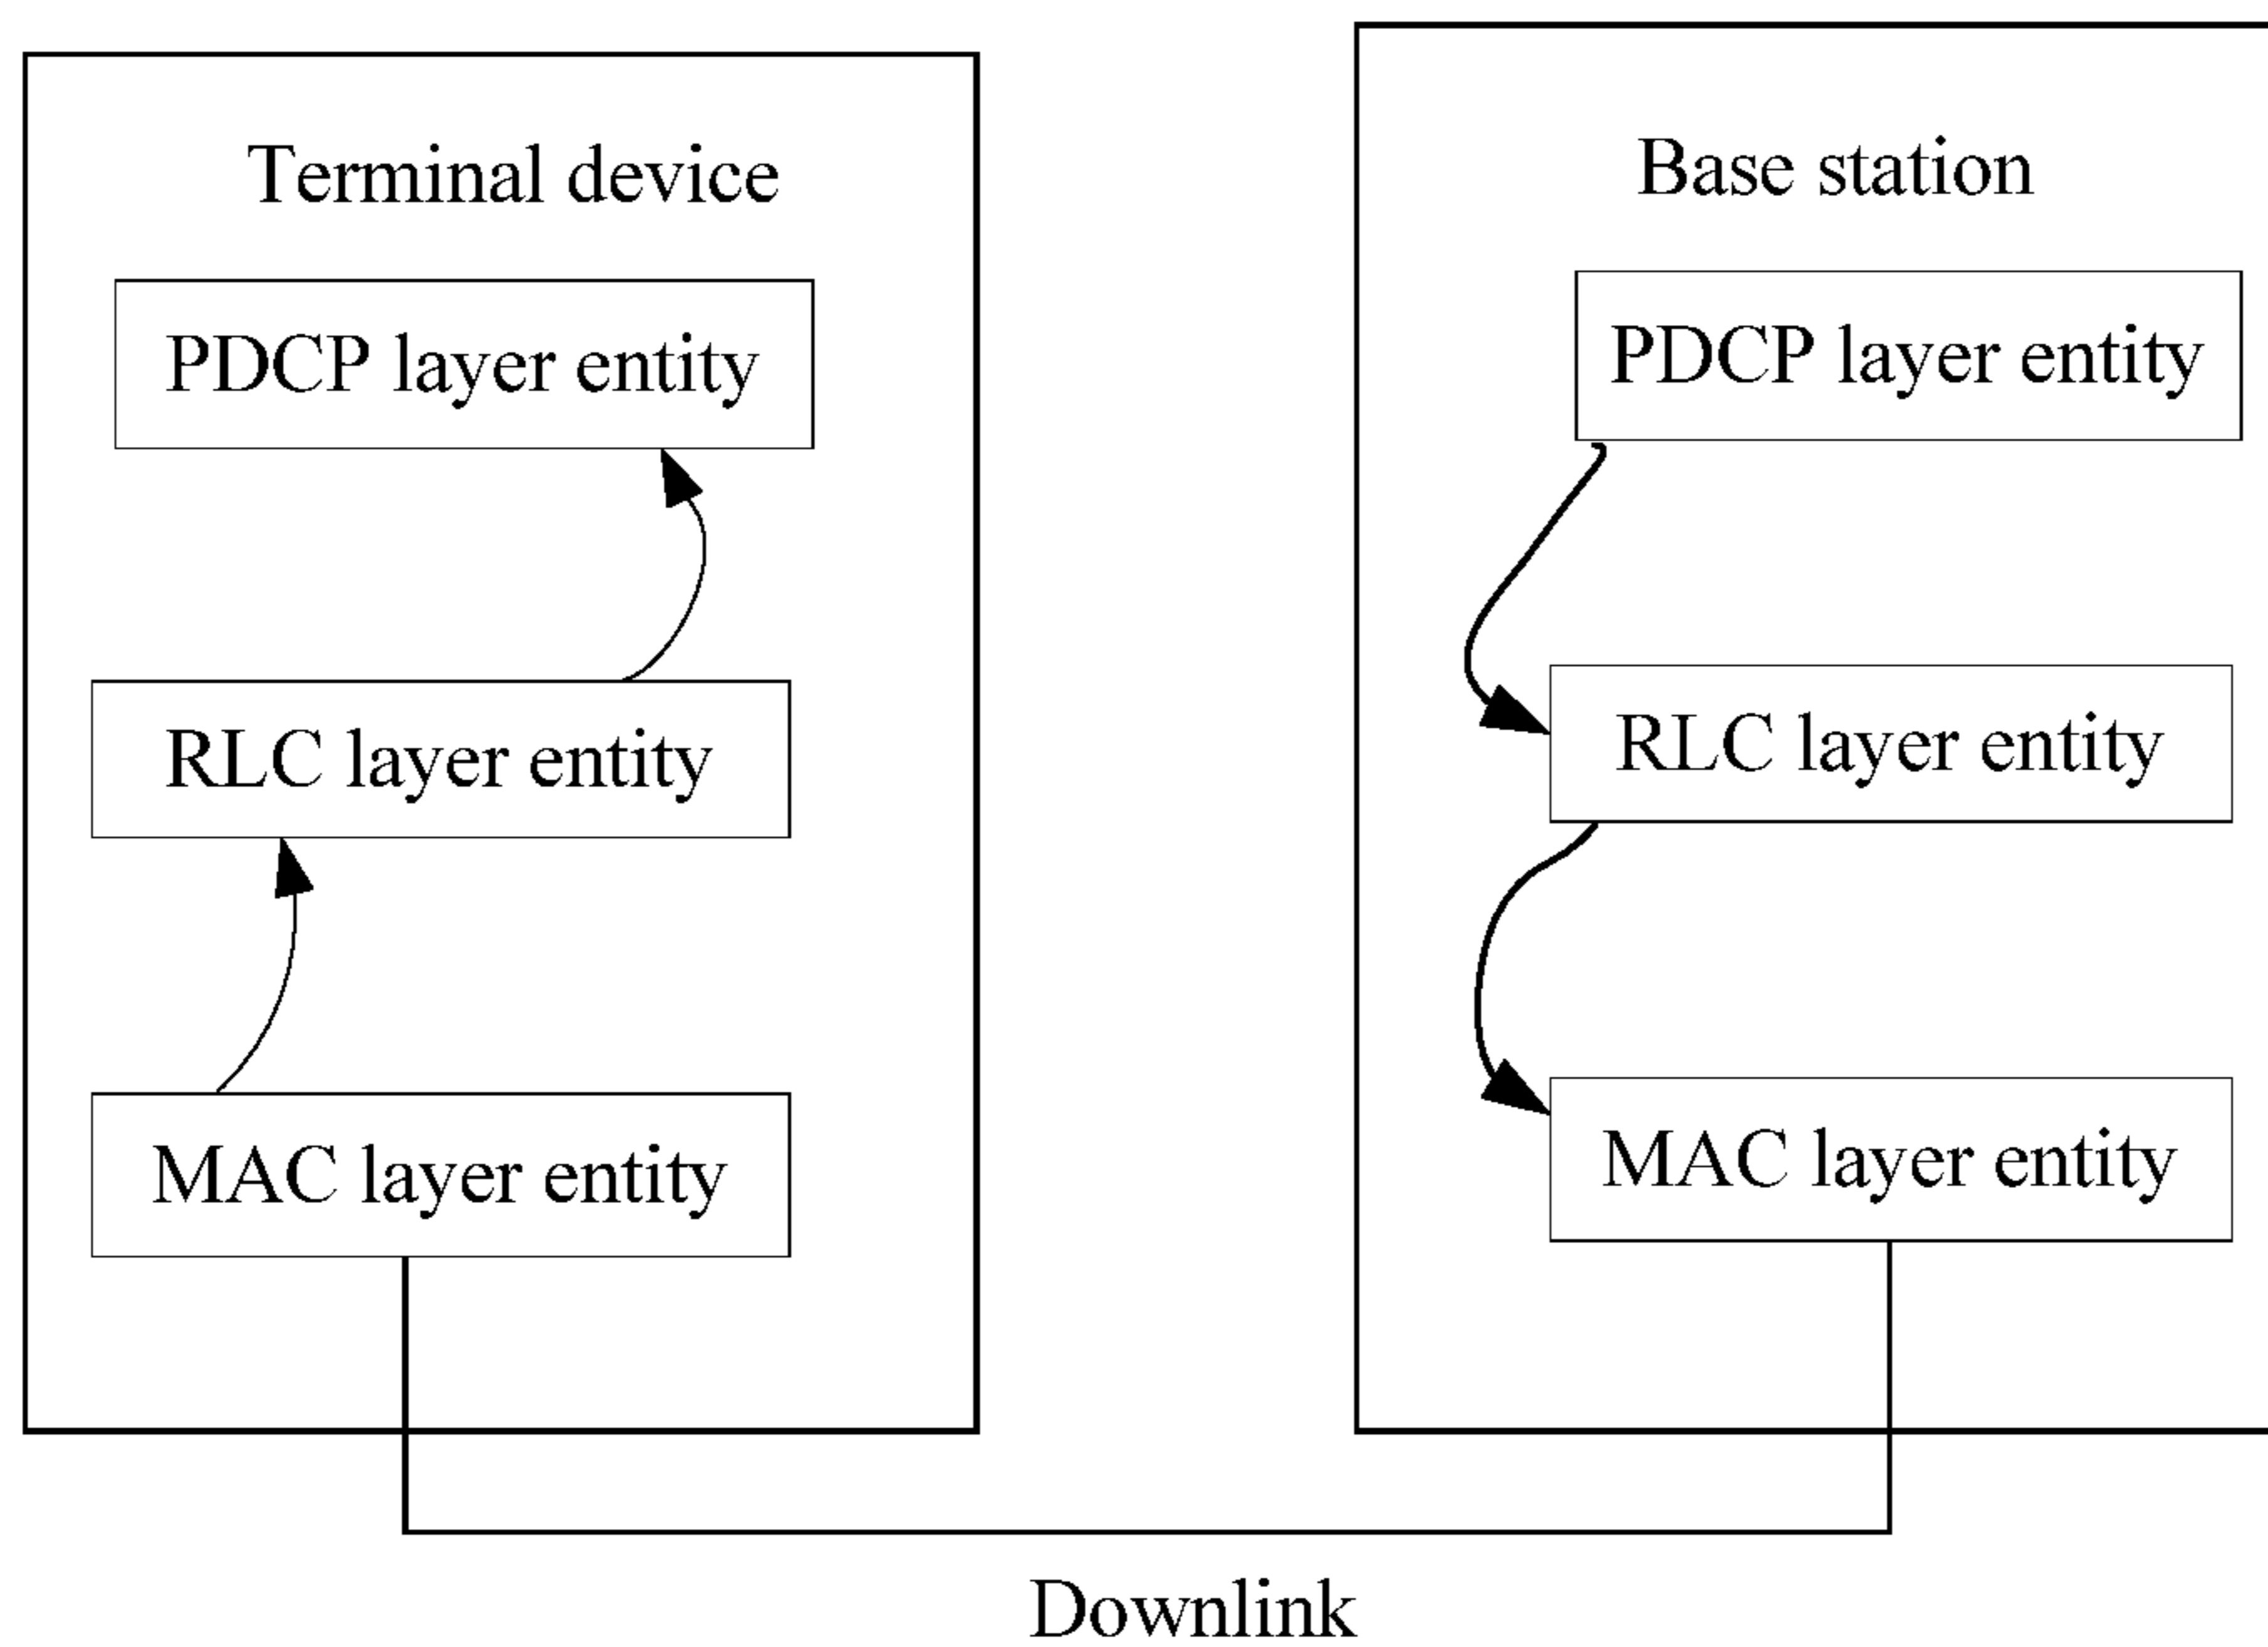 Terminal device
PDCP layer entity
RLC layer entity
MAC layer entity
Base station
PDCP layer entity
RLC layer entity
MAC layer entity
Downlink